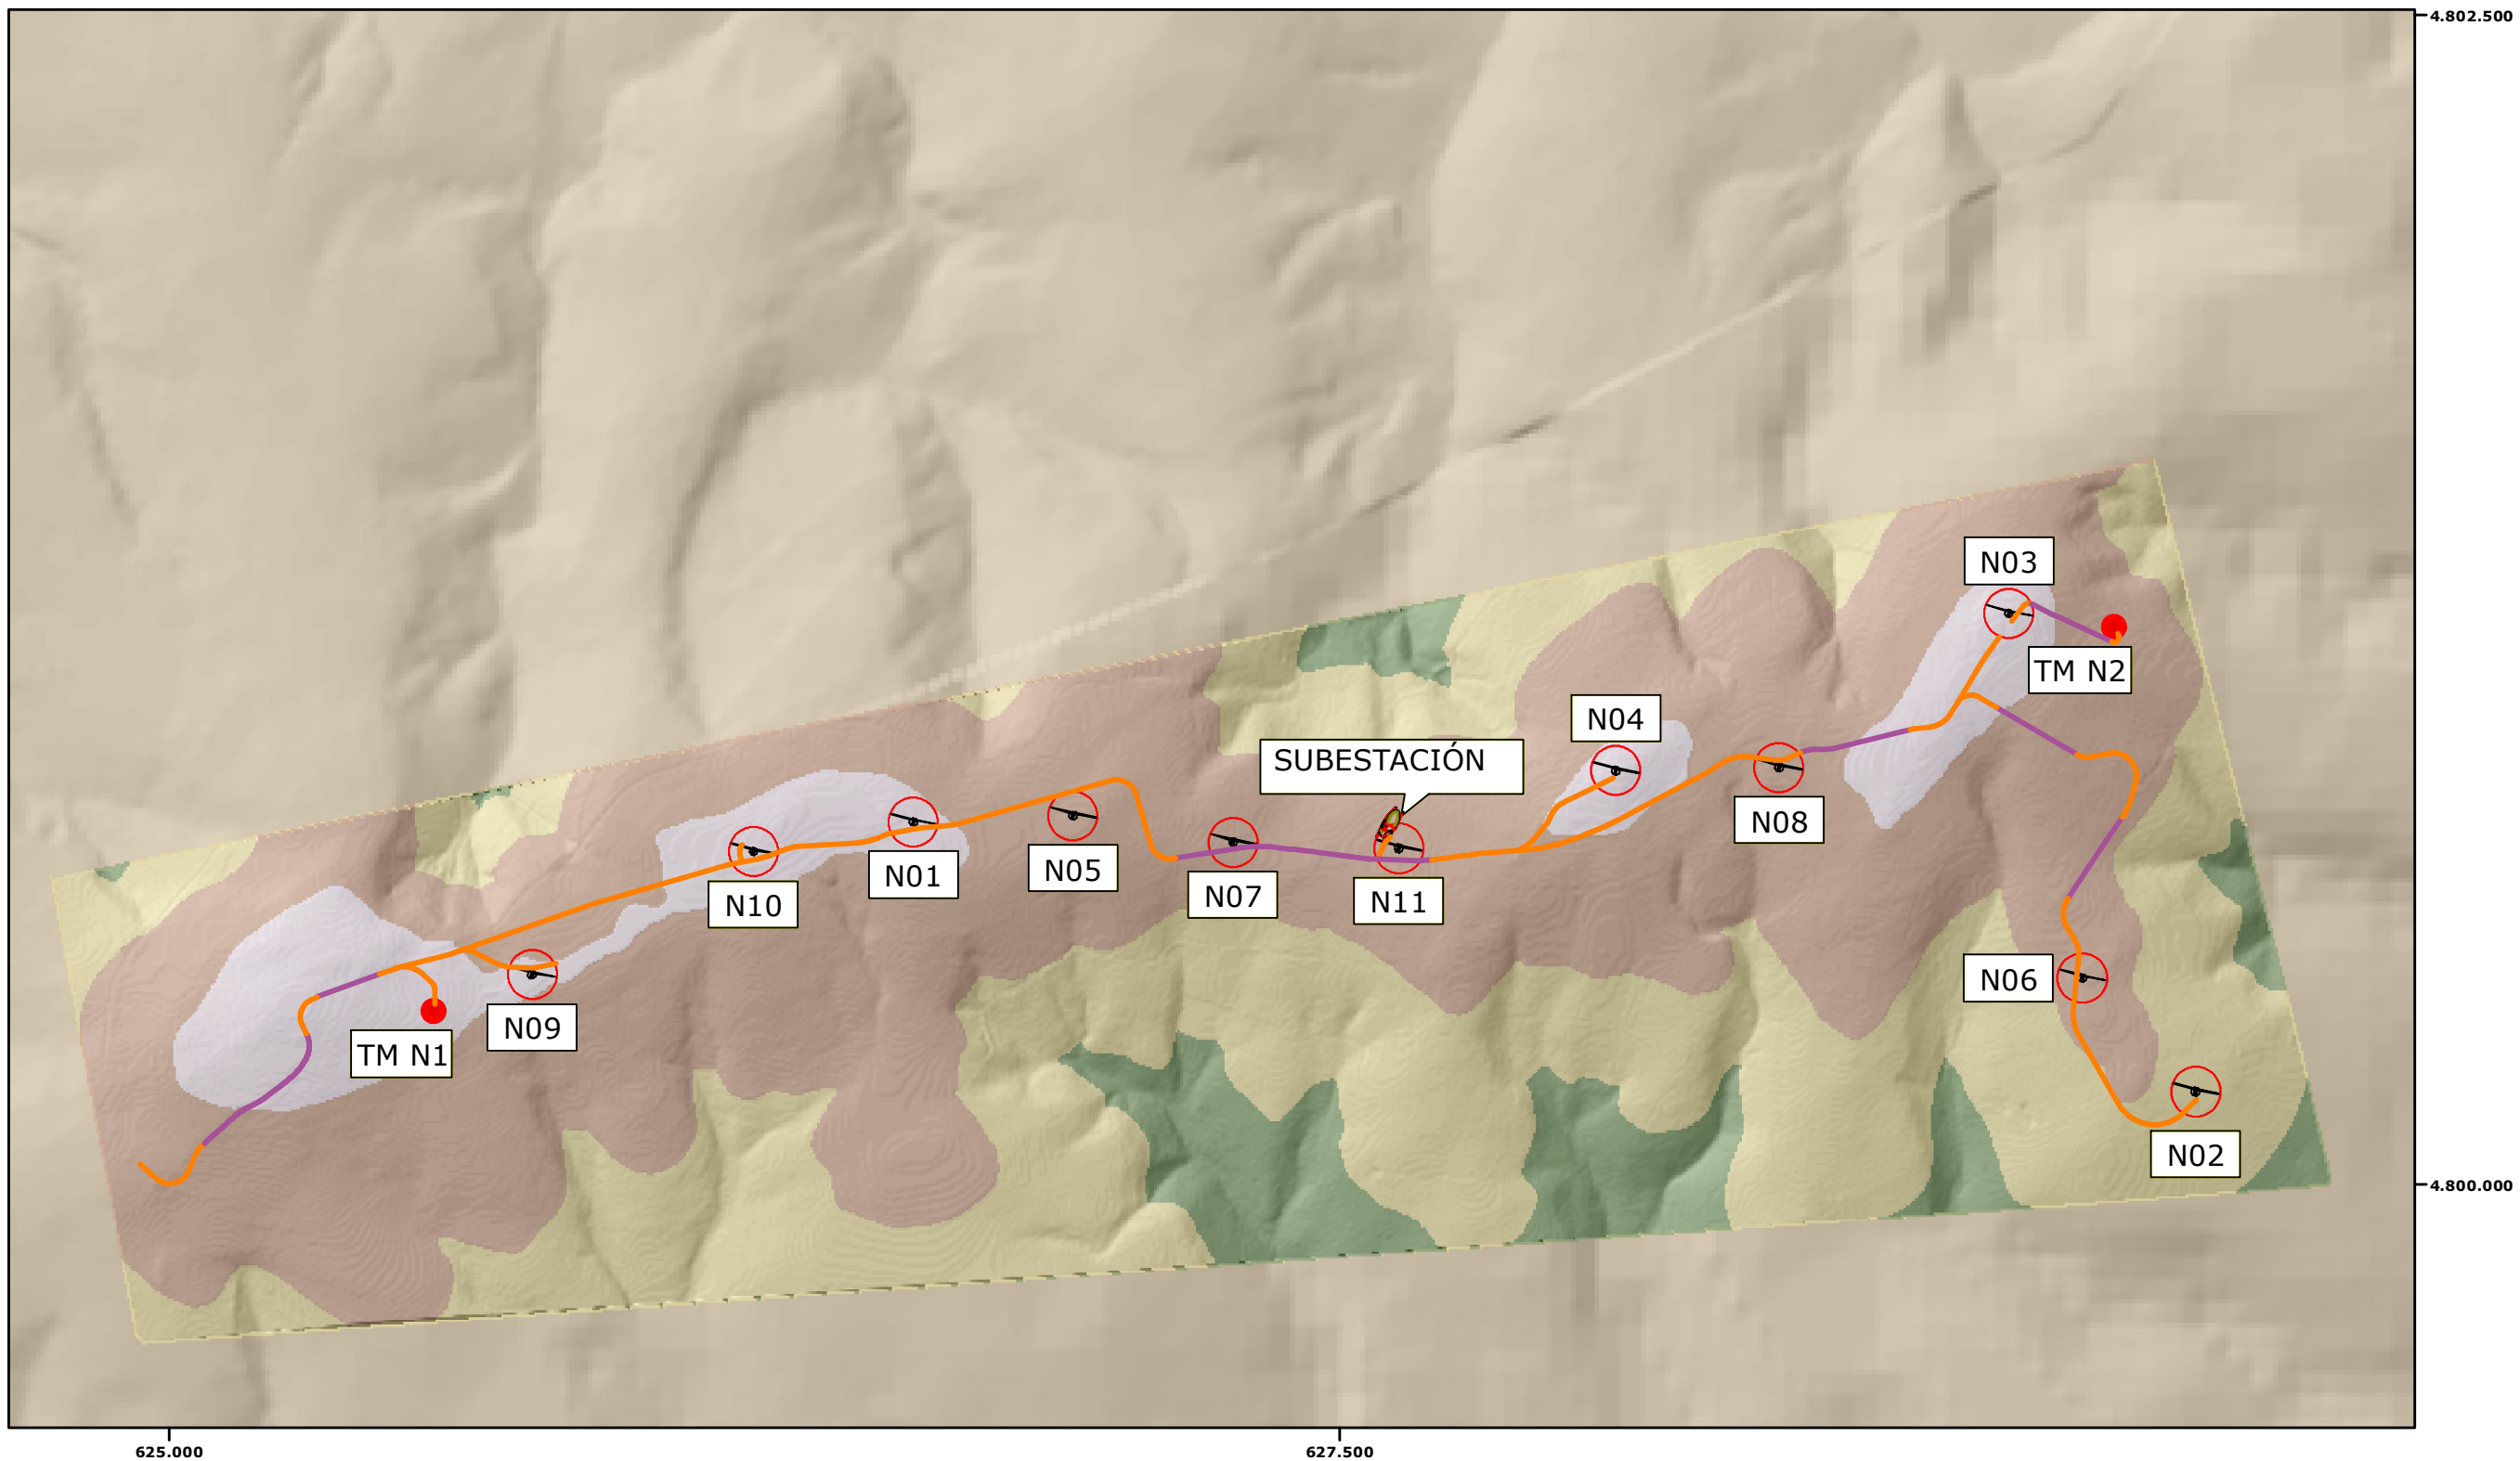 4.802.500
N03
TM N2
N04
SUBESTACIÓN
N08
N05
N01
N07
N11
N10
N06
N09
TM N1
N02
4.800.000
625.000
627.500